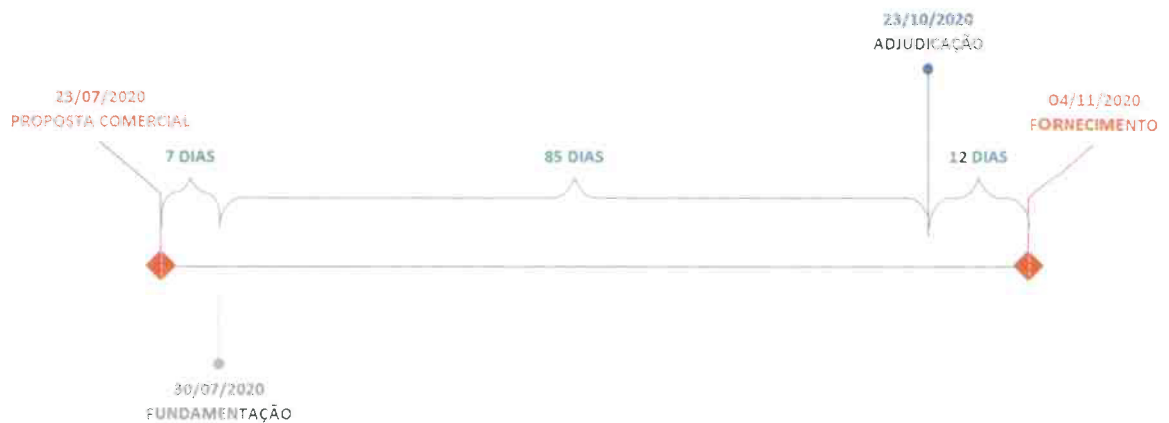 23/10/2020
ADJUDICAÇÃO
23/07/2020
PROPOSTA COMERCIAL
04/11/2020
FORNECIMENTO
7 DIAS
85 DIAS
12 DIAS
30/07/2020
FUNDAMENTAÇÃO